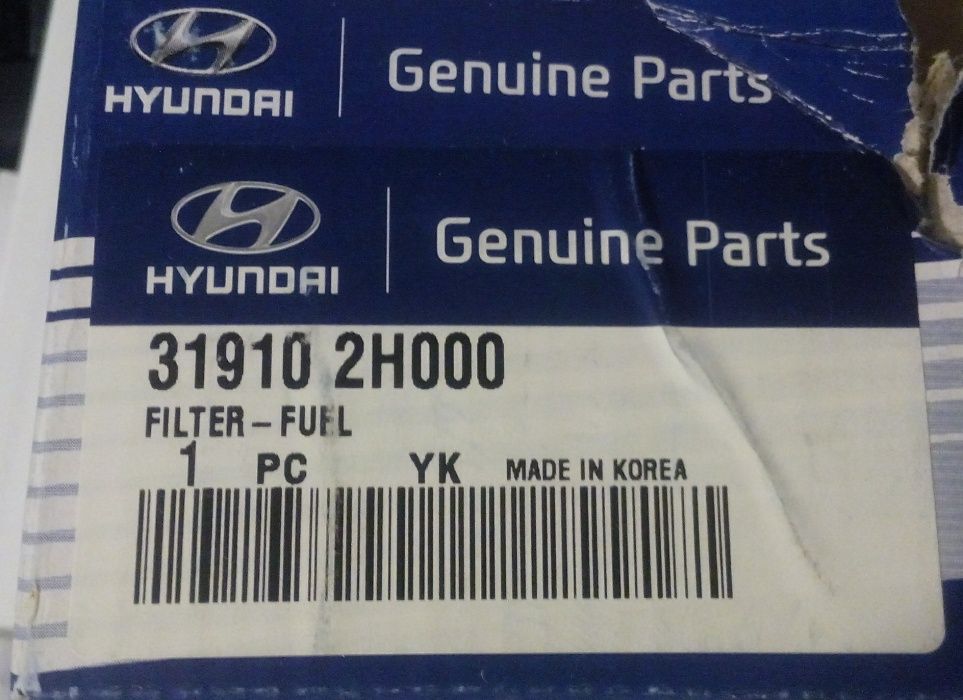 HYUNDAI Genuine Parts
HYUNDAI Genuine Parts
31910 2H000
FILTER-FUEL
1 PC YK MADE IN KOREA